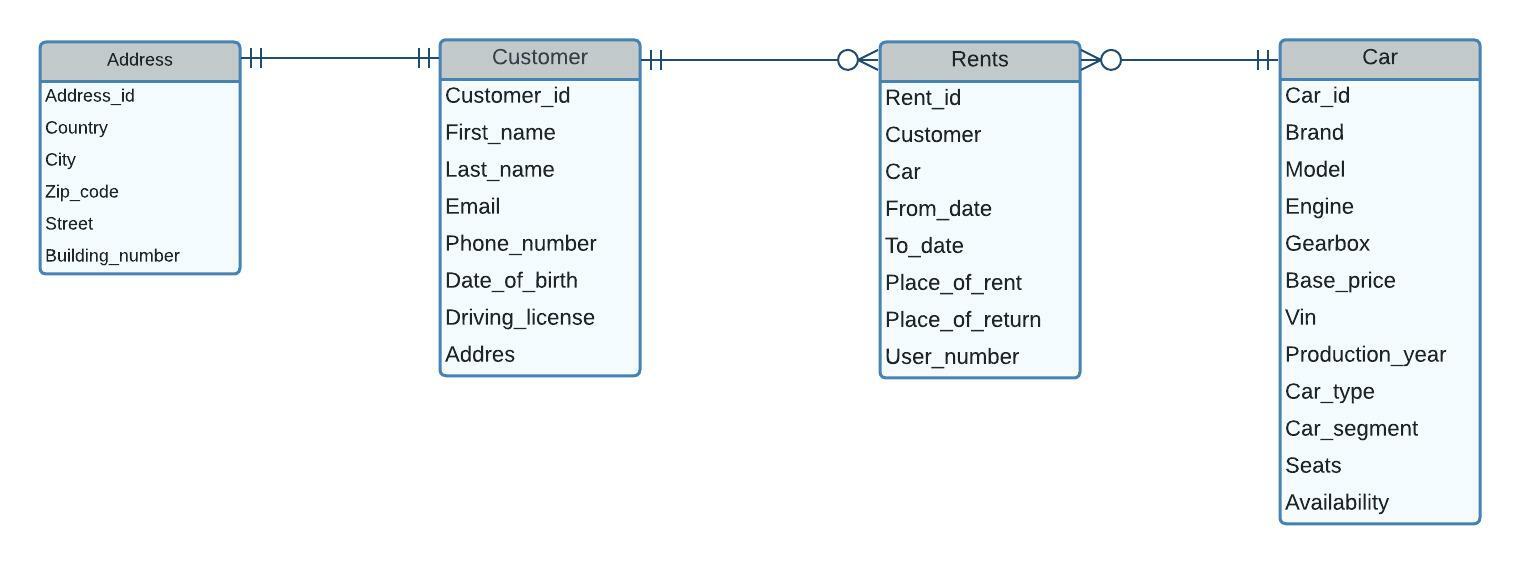 Address
Address_id
Country
City
Zip_code
Street
Building_number
Customer
Customer_id
First_name
Last_name
Email
Phone_number
Date_of_birth
Driving_license
Addres
Rents
Rent_id
Customer
Car
From_date
To_date
Place_of_rent
Place_of_return
User_number
Car
Car_id
Brand
Model
Engine
Gearbox
Base_price
Vin
Production_year
Car_type
Car_segment
Seats
Availability